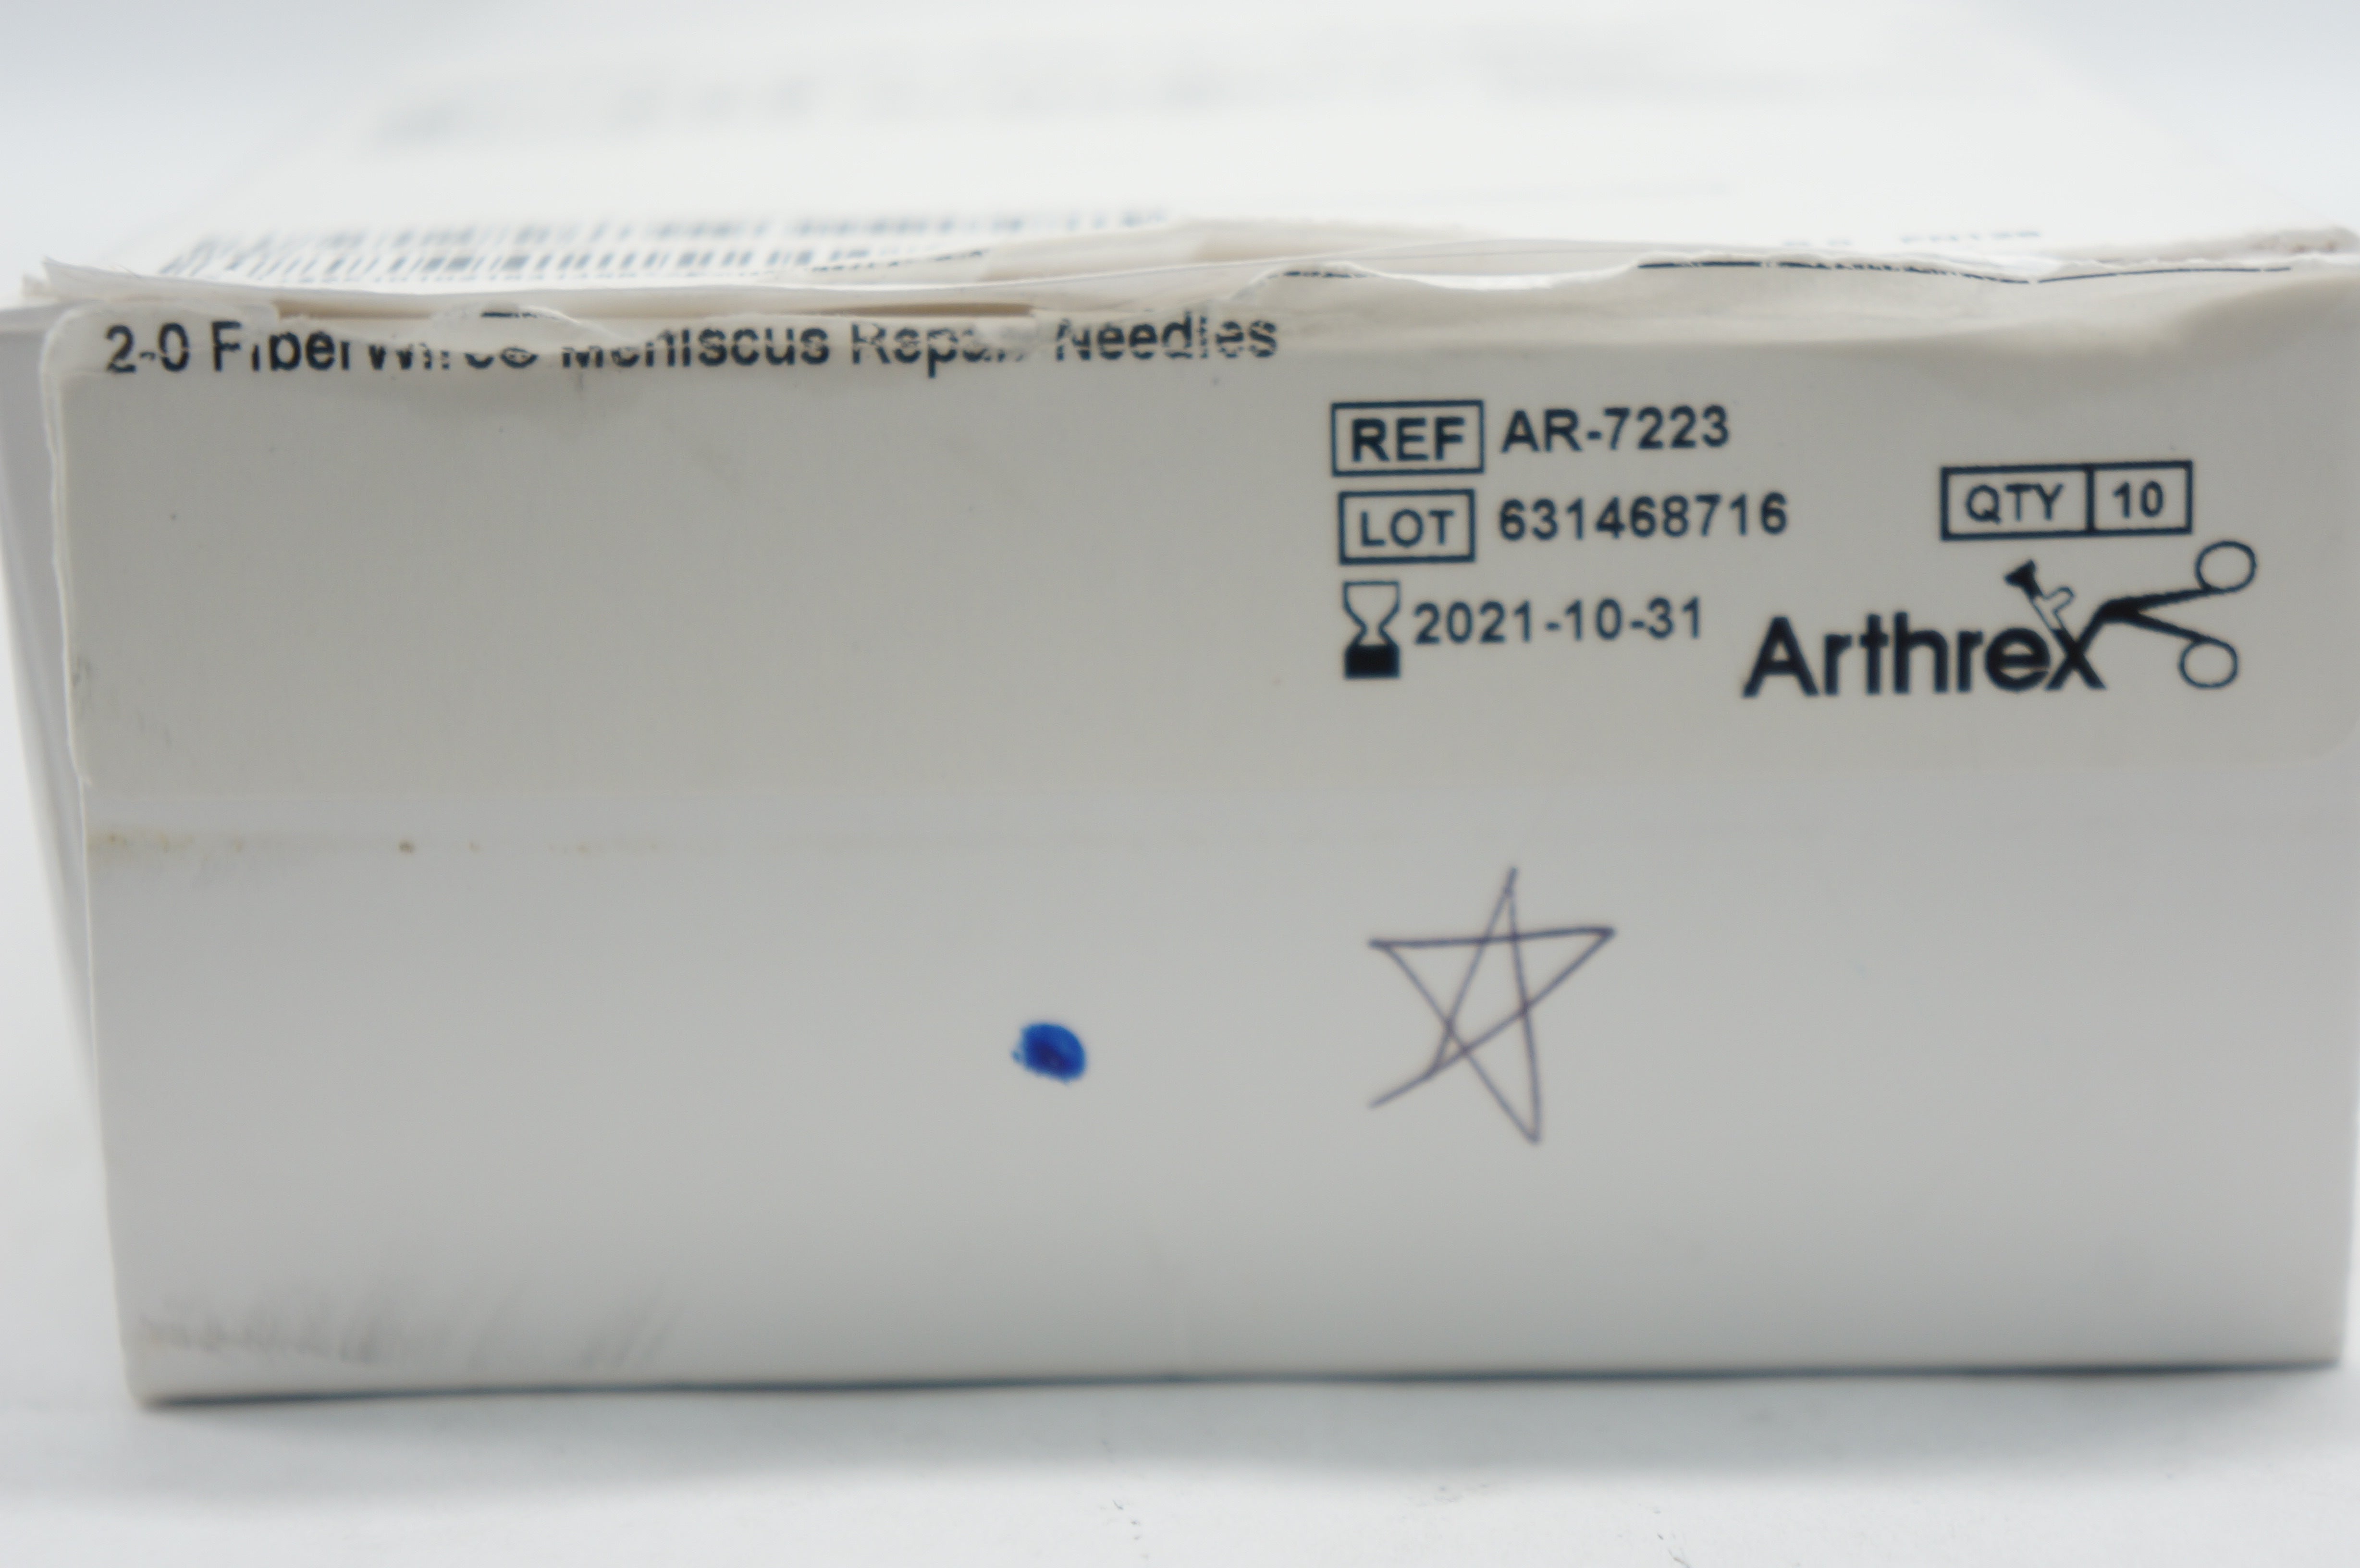 2-0 FiberWire® Meniscus Repair Needles
REF AR-7223
LOT 631468716
QTY 10
2021-10-31
Arthrex